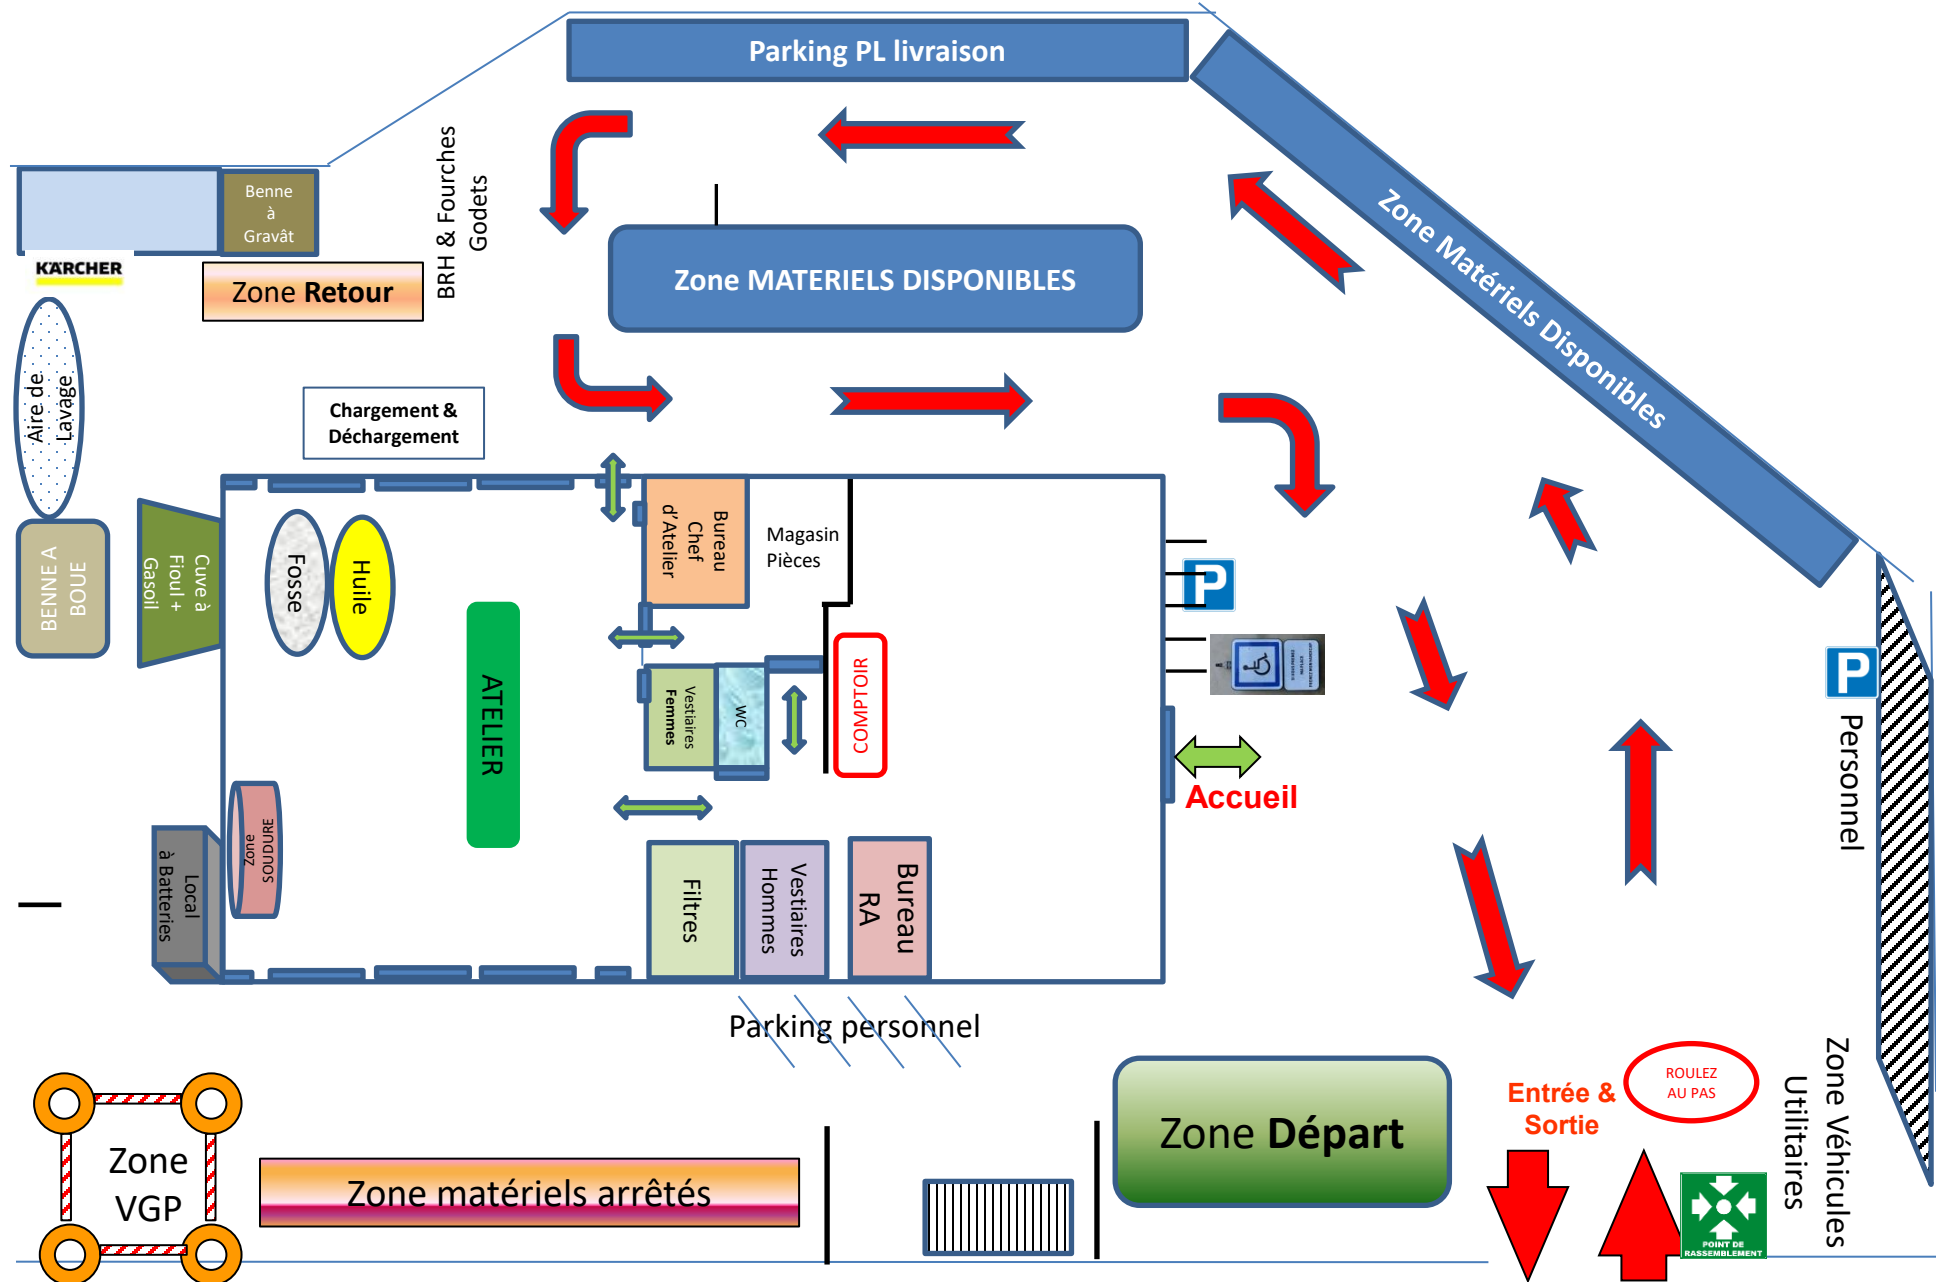 Parking PL livraison
Zone Matériels Disponibles
BRH & Fourches
Godets
Benne
à
Gravât
KÄRCHER
Zone Retour
Zone MATERIELS DISPONIBLES
Aire de
Lavage
Chargement &
Déchargement
BENNE A
BOUE
Cuve à
Fioul +
Gasoil
Fosse
Huile
ATELIER
Bureau
Chef
d'Atelier
Magasin
Pièces
Vestiaires
Femmes
WC
COMPTOIR
P
P
Personnel
Accueil
Zone
SOUDURE
Local
à Batteries
Filtres
Vestiaires
Hommes
Bureau
RA
Parking personnel
Zone
VGP
Zone matériels arrêtés
Zone Départ
Entrée &
Sortie
ROULEZ
AU PAS
Zone Véhicules
Utilitaires
POINT DE
RASSEMBLEMENT